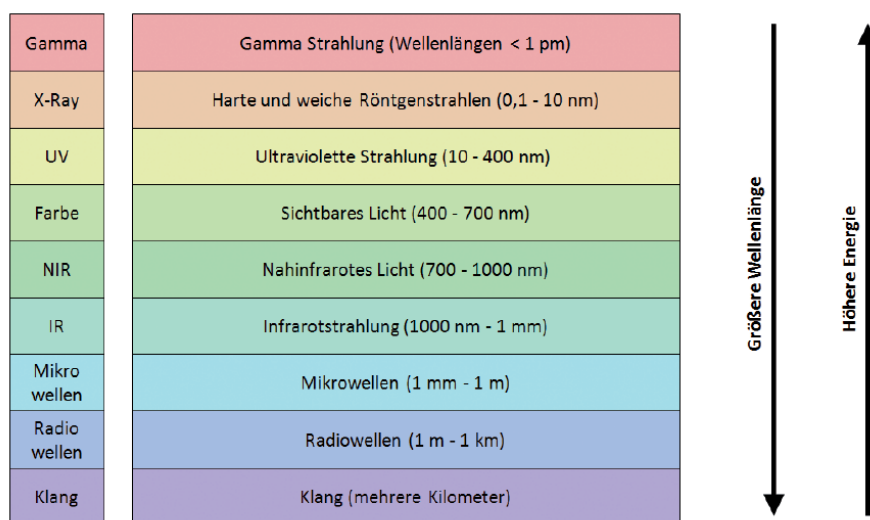 Gamma
Gamma Strahlung (Wellenlängen < 1 pm)
X-Ray
Harte und weiche Röntgenstrahlen (0,1 - 10 nm)
UV
Ultraviolette Strahlung (10 - 400 nm)
Farbe
Sichtbares Licht (400 - 700 nm)
NIR
Nahinfrarotes Licht (700 - 1000 nm)
IR
Infrarotstrahlung (1000 nm - 1 mm)
Mikro
wellen
Mikrowellen (1 mm - 1 m)
Radio
wellen
Radiowellen (1 m - 1 km)
Klang
Klang (mehrere Kilometer)
Größere Wellenlänge
Höhere Energie